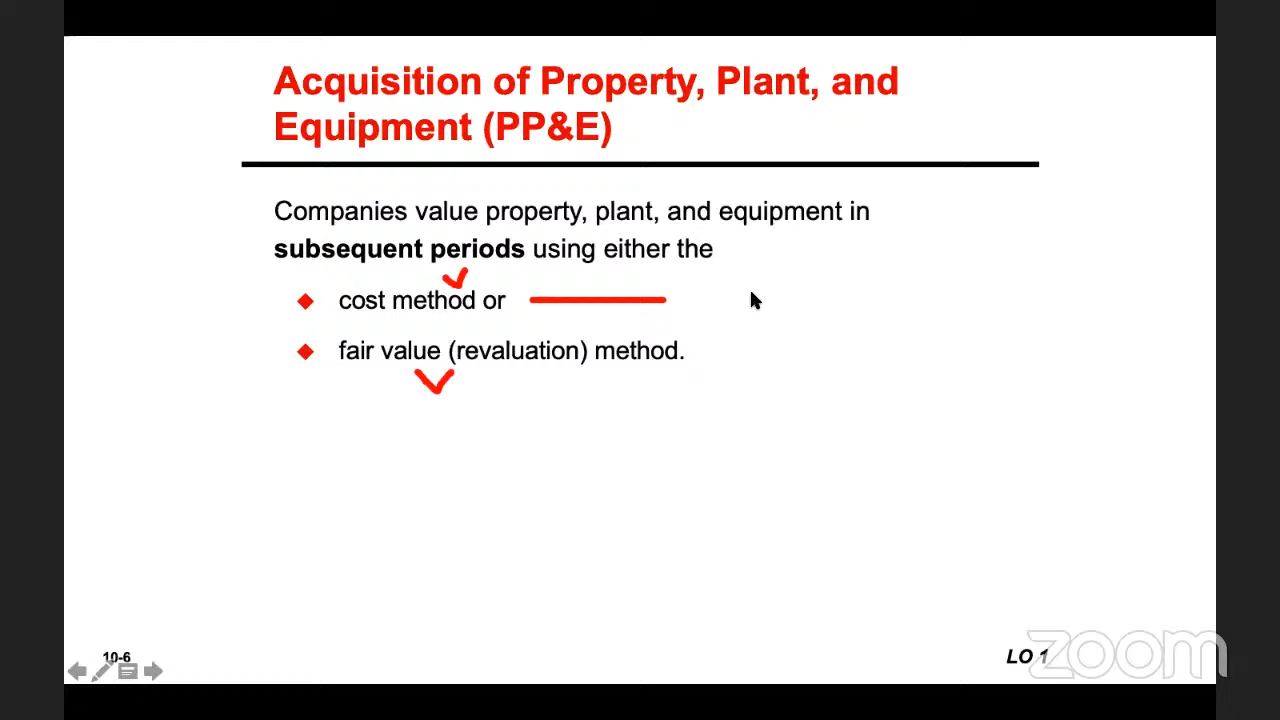 Acquisition of Property, Plant, and
Equipment (PP&E)
Companies value property, plant, and equipment in
subsequent periods using either the
cost method or
fair value (revaluation) method.
10-6
LO 1
zoom